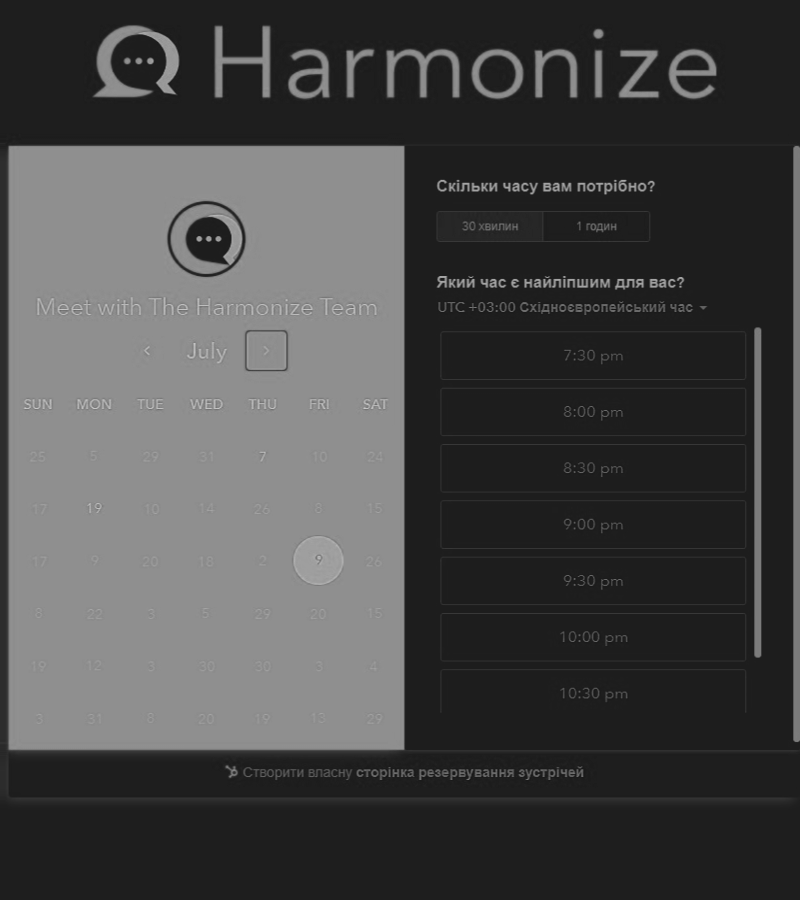 Harmonize
Meet with The Harmonize Team
July
SUN MON TUE WED THU FRI SAT
25 5 29 31 7 10 24
17 19 10 14 26 8 15
17 9 20 18 2 9 26
8 22 3 5 29 20 15
19 12 3 30 30 3 4
3 31 8 20 19 13 29
Скільки часу вам потрібно?
30 хвилин 1 годин
Який час є найліпшим для вас?
UTC +03:00 Східноєвропейський час
7:30 pm
8:00 pm
8:30 pm
9:00 pm
9:30 pm
10:00 pm
10:30 pm
Створити власну сторінка резервування зустрічей